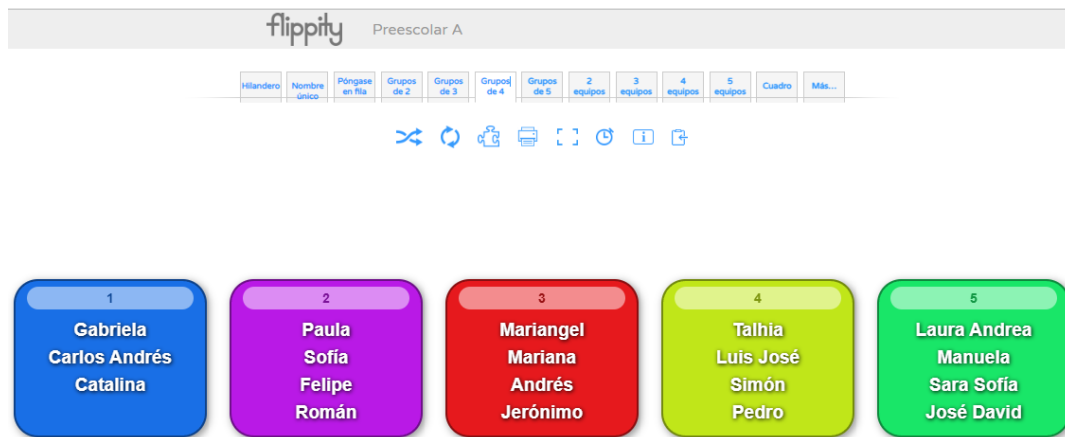 flippity Preescolar A
Hilandero
Nombre único
Póngase en fila
Grupos de 2
Grupos de 3
Grupos de 4
Grupos de 5
2 equipos
3 equipos
4 equipos
5 equipos
Cuadro
Más...
1
Gabriela
Carlos Andrés
Catalina
2
Paula
Sofía
Felipe
Román
3
Mariangel
Mariana
Andrés
Jerónimo
4
Talhia
Luis José
Simón
Pedro
5
Laura Andrea
Manuela
Sara Sofía
José David